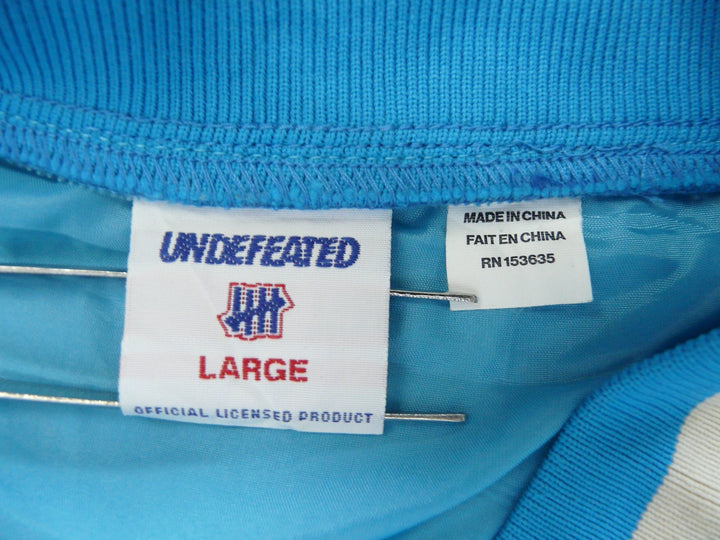 UNDEFEATED
LARGE
OFFICIAL LICENSED PRODUCT
MADE IN CHINA
FAIT EN CHINA
RN 153635